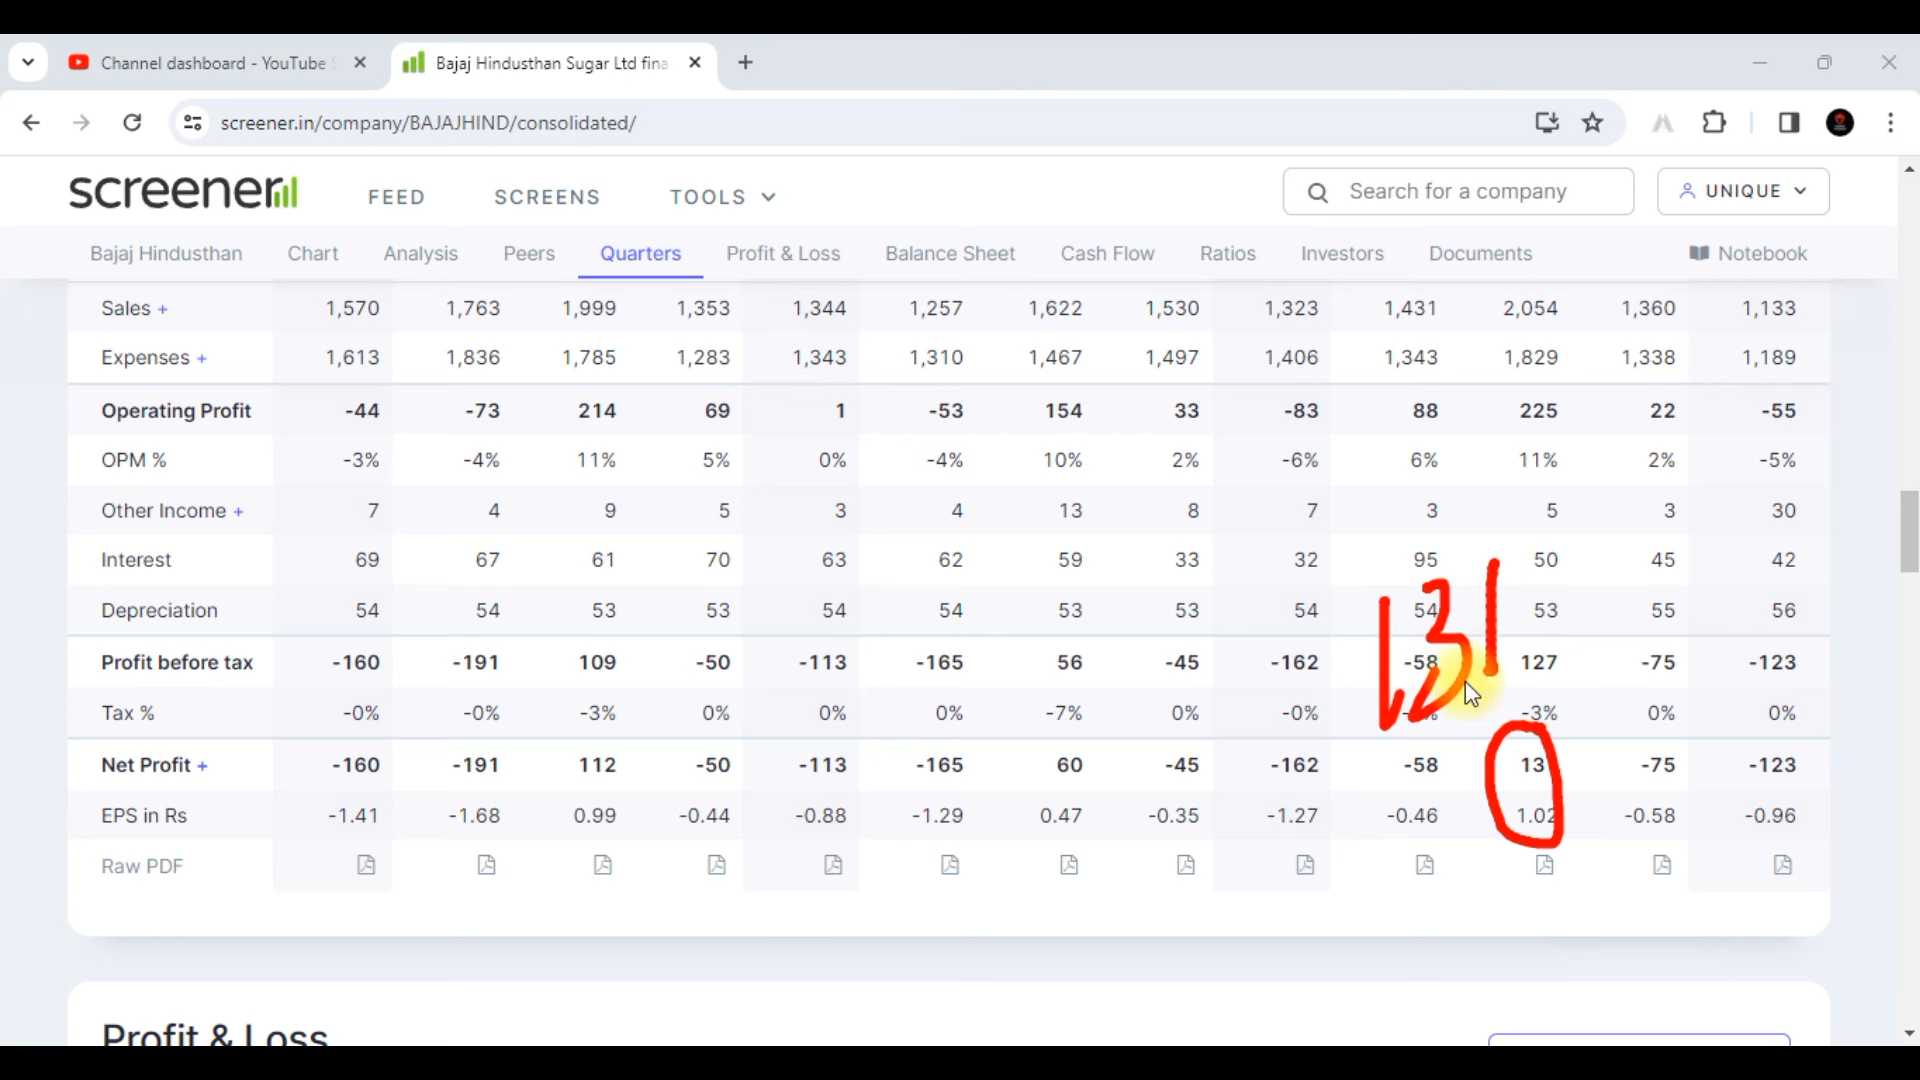 Channel dashboard - YouTube S
Bajaj Hindusthan Sugar Ltd fina
screener.in/company/BAJAJHIND/consolidated/
screener FEED SCREENS TOOLS Search for a company UNIQUE
Bajaj Hindusthan Chart Analysis Peers Quarters Profit & Loss Balance Sheet Cash Flow Ratios Investors Documents Notebook
Sales + 1,570 1,763 1,999 1,353 1,344 1,257 1,622 1,530 1,323 1,431 2,054 1,360 1,133
Expenses + 1,613 1,836 1,785 1,283 1,343 1,310 1,467 1,497 1,406 1,343 1,829 1,338 1,189
Operating Profit -44 -73 214 69 1 -53 154 33 -83 88 225 22 -55
OPM % -3% -4% 11% 5% 0% -4% 10% 2% -6% 6% 11% 2% -5%
Other Income + 7 4 9 5 3 4 13 8 7 3 5 3 30
Interest 69 67 61 70 63 62 59 33 32 95 50 45 42
Depreciation 54 54 53 53 54 54 53 53 54 54 53 55 56
131
Profit before tax -160 -191 109 -50 -113 -165 56 -45 -162 -58 127 -75 -123
Tax % -0% -0% -3% 0% 0% 0% -7% 0% -0% -3% 0% 0%
Net Profit + -160 -191 112 -50 -113 -165 60 -45 -162 -58 13 -75 -123
EPS in Rs -1.41 -1.68 0.99 -0.44 -0.88 -1.29 0.47 -0.35 -1.27 -0.46 1.02 -0.58 -0.96
Raw PDF
Profit & Loss